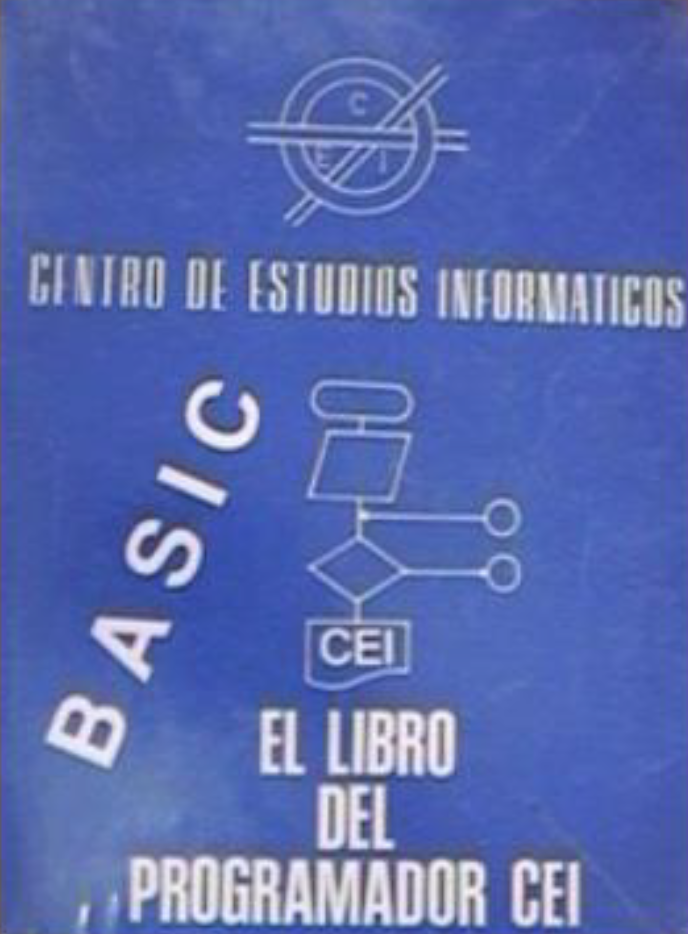 C
E I
CENTRO DE ESTUDIOS INFORMATICOS
BASIC
CEI
EL LIBRO
DEL
PROGRAMADOR CEI